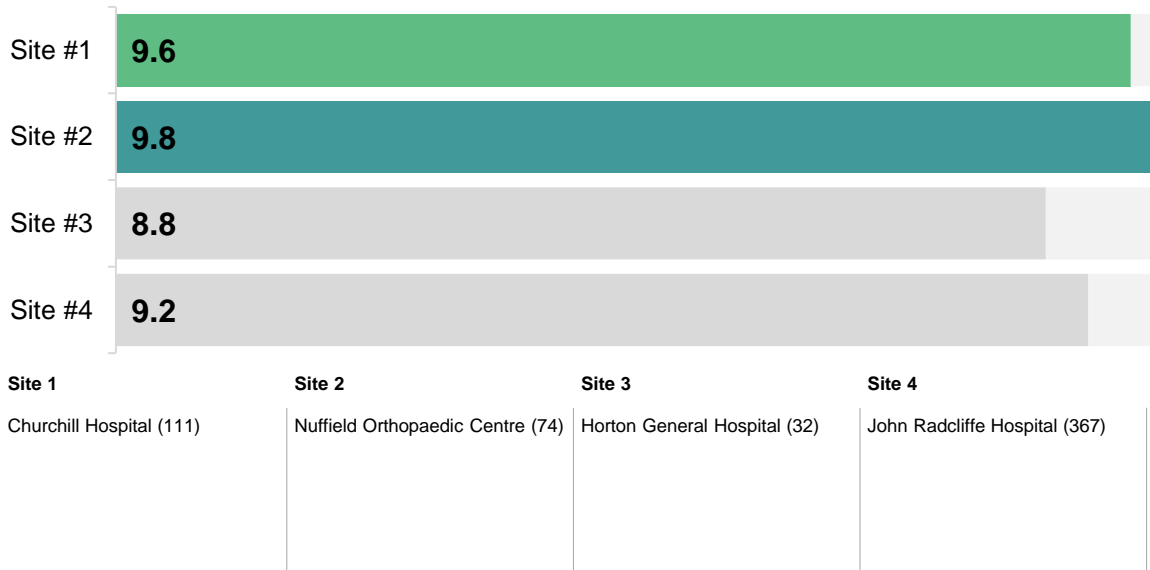 Site #1 9.6
Site #2 9.8
Site #3 8.8
Site #4 9.2
Site 1 Site 2 Site 3 Site 4
Churchill Hospital (111) Nuffield Orthopaedic Centre (74) Horton General Hospital (32) John Radcliffe Hospital (367)